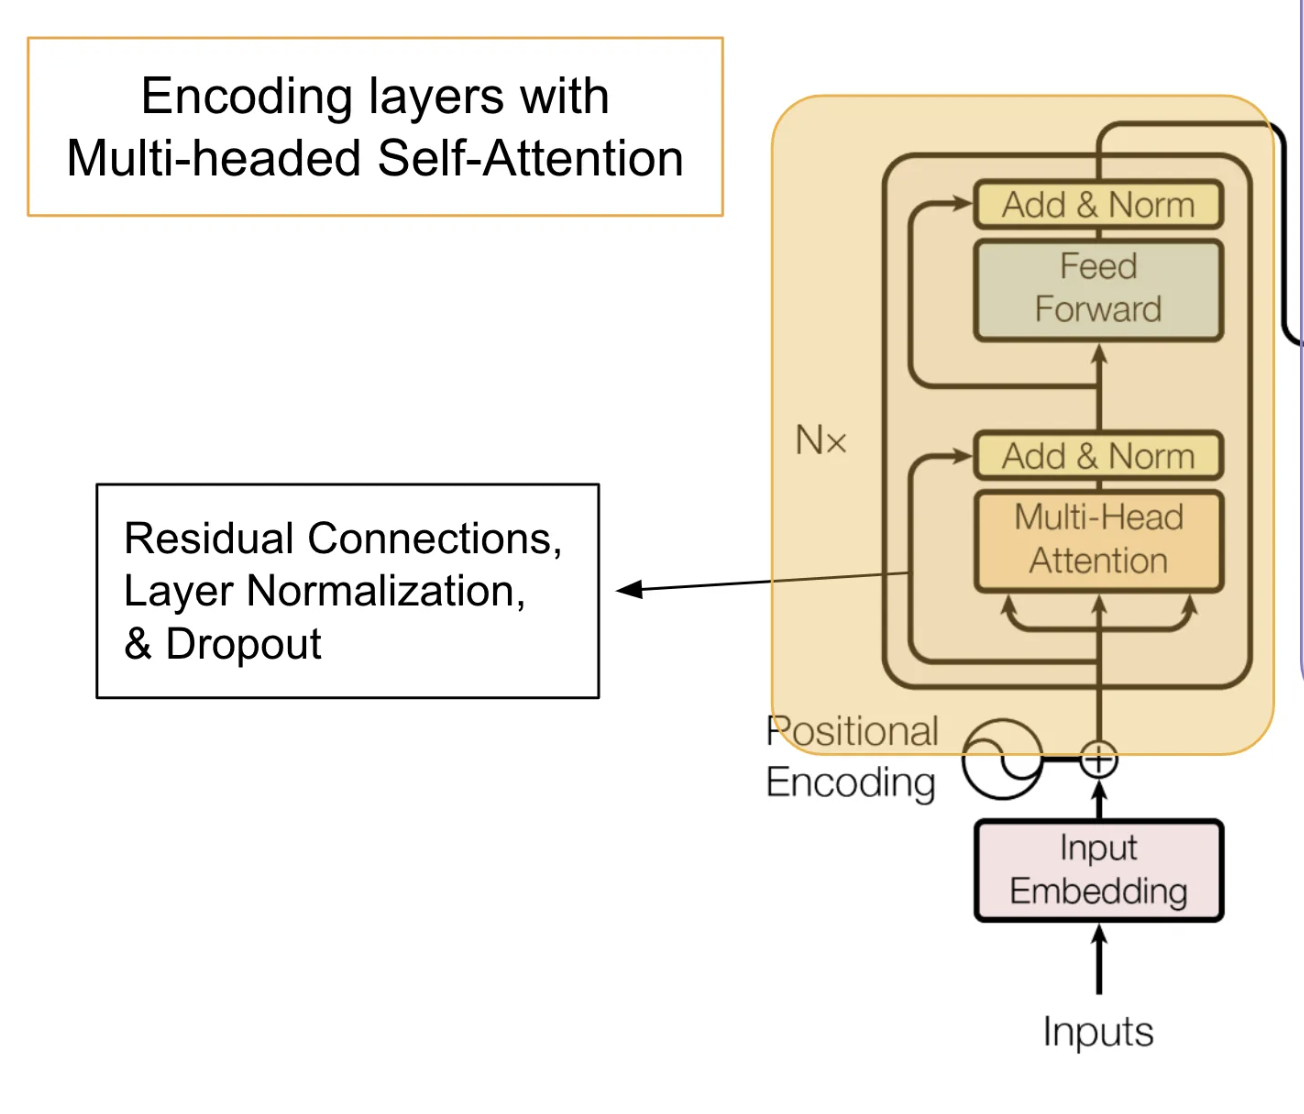 Encoding layers with
Multi-headed Self-Attention
Add & Norm
Feed
Forward
Nx
Add & Norm
Multi-Head
Attention
Residual Connections,
Layer Normalization,
& Dropout
Positional
Encoding
Input
Embedding
Inputs